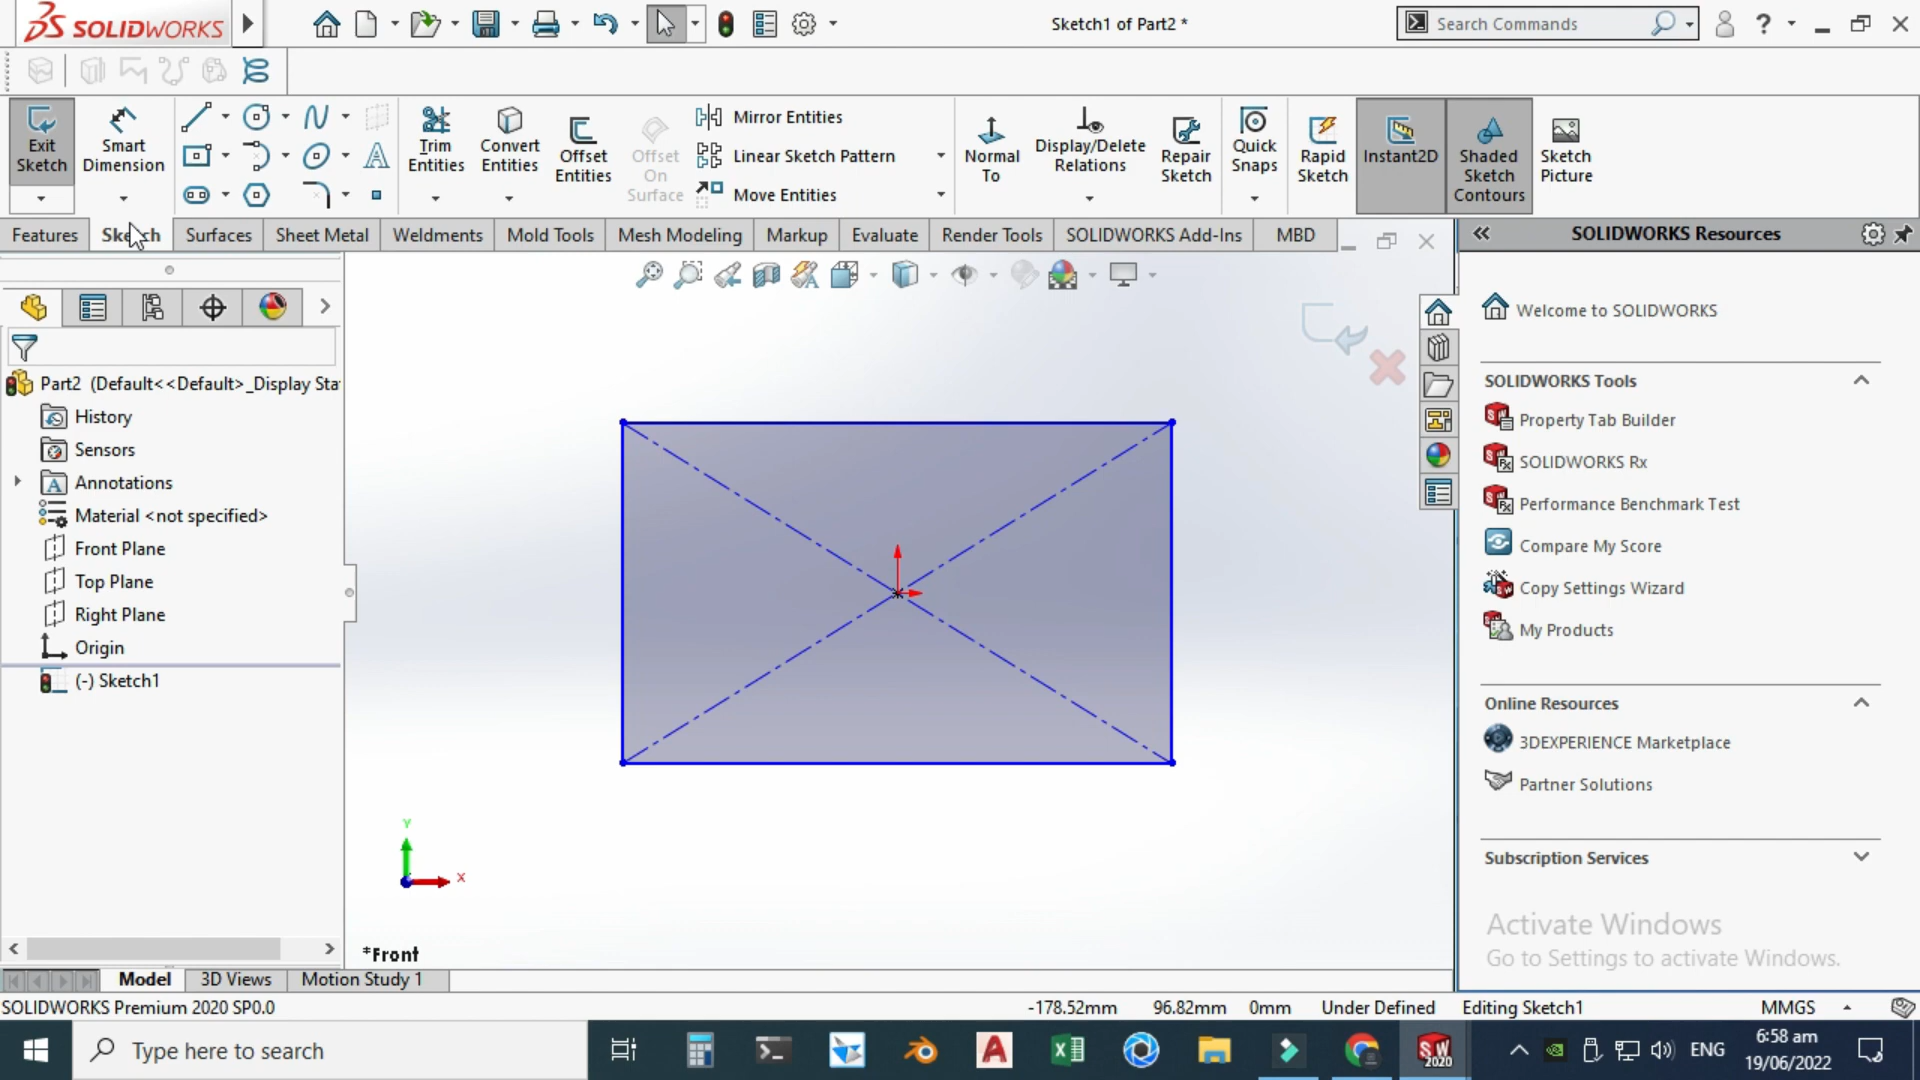 SOLIDWORKS
Sketch1 of Part2 *
Search Commands
?
Exit Sketch
Smart Dimension
Trim Entities
Convert Entities
Offset Entities
Offset On Surface
Mirror Entities
Linear Sketch Pattern
Move Entities
Normal To
Display/Delete Relations
Repair Sketch
Quick Snaps
Rapid Sketch
Instant2D
Shaded Sketch Contours
Sketch Picture
Features
Sketch
Surfaces
Sheet Metal
Weldments
Mold Tools
Mesh Modeling
Markup
Evaluate
Render Tools
SOLIDWORKS Add-Ins
MBD
SOLIDWORKS Resources
Part2 (Default<<Default>_Display Sta
History
Sensors
Annotations
Material <not specified>
Front Plane
Top Plane
Right Plane
Origin
(-) Sketch1
Y
X
*Front
Welcome to SOLIDWORKS
SOLIDWORKS Tools
Property Tab Builder
SOLIDWORKS Rx
Performance Benchmark Test
Compare My Score
Copy Settings Wizard
My Products
Online Resources
3DEXPERIENCE Marketplace
Partner Solutions
Subscription Services
Activate Windows
Go to Settings to activate Windows.
Model
3D Views
Motion Study 1
SOLIDWORKS Premium 2020 SP0.0
-178.52mm
96.82mm
0mm
Under Defined
Editing Sketch1
MMGS
Type here to search
SW 2020
ENG
6:58 am
19/06/2022